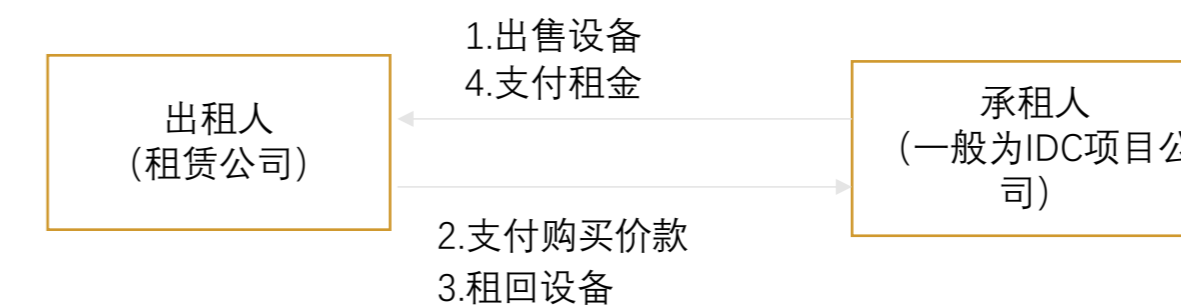 1.出售设备
4.支付租金
出租人
（租赁公司）
承租人
（一般为IDC项目公
司）
2.支付购买价款
3.租回设备